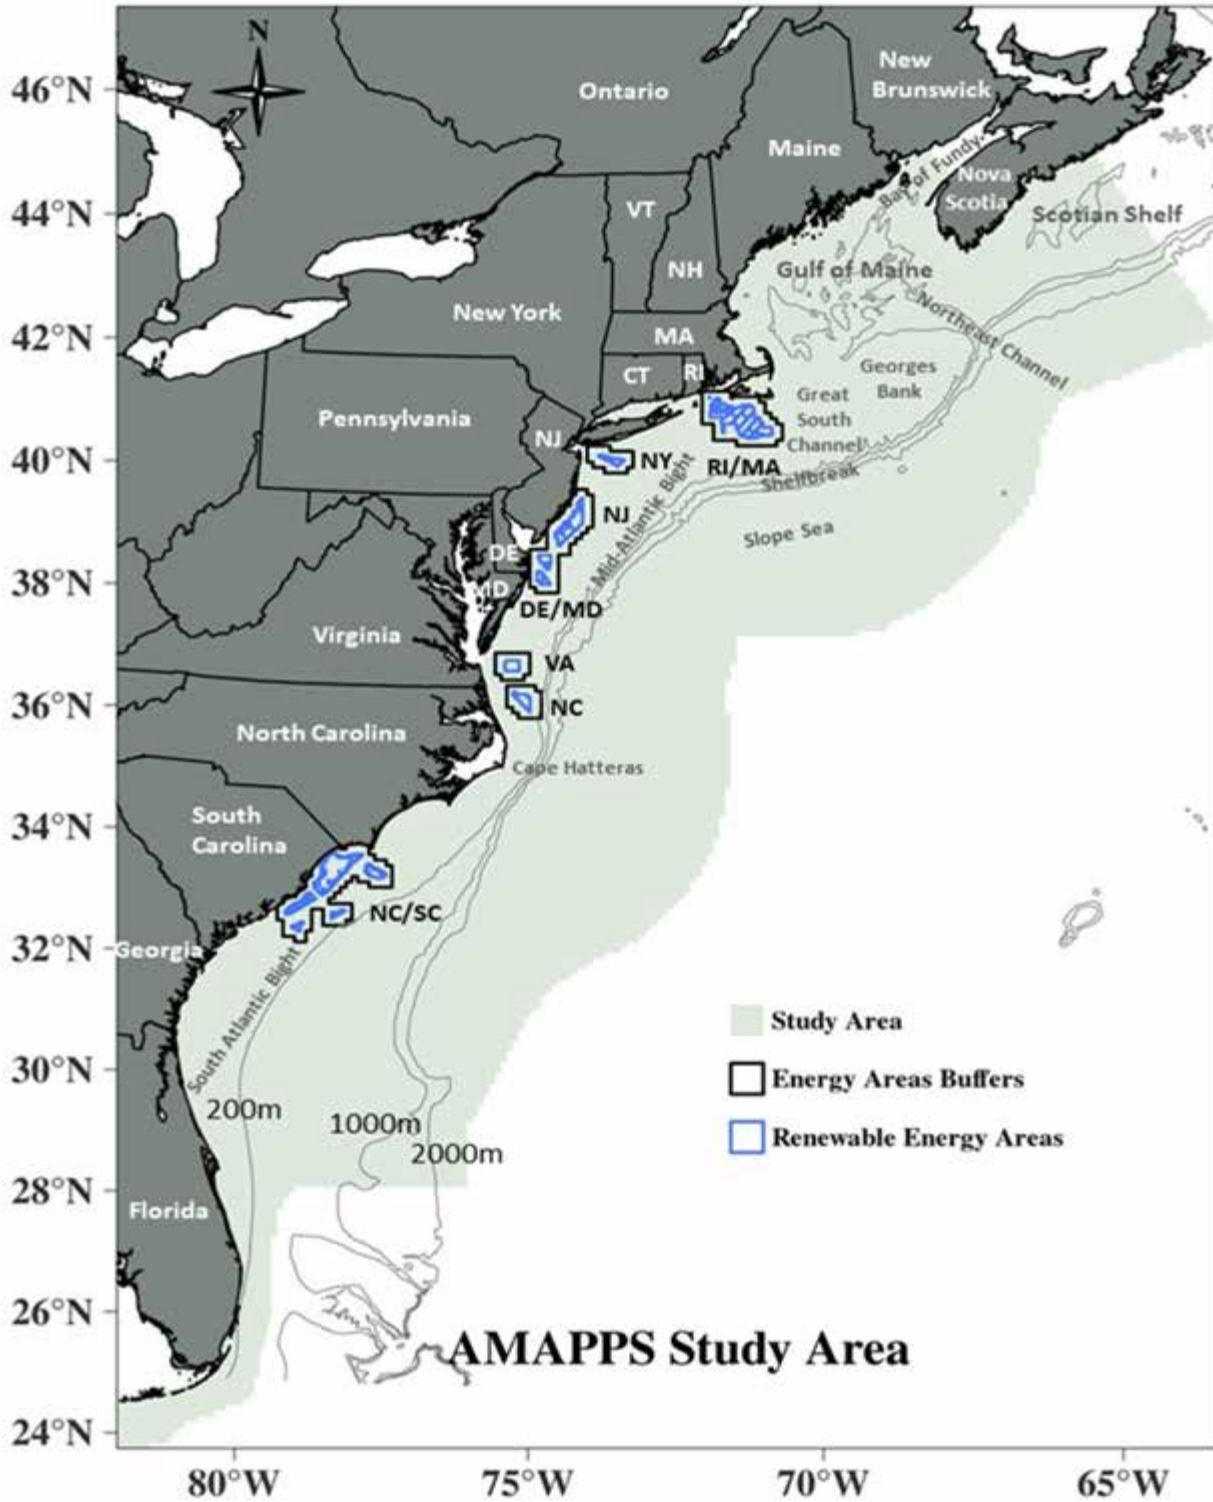 N
46°N
44°N
42°N
40°N
38°N
36°N
34°N
32°N
30°N
28°N
26°N
24°N
80°W
75°W
70°W
65°W
Ontario
New
Brunswick
Maine
Bay of Fundy
Nova
Scotia
Scotian Shelf
VT
NH
Gulf of Maine
New York
MA
Northeast Channel
CT
RI
Georges
Bank
Great
South
Channel
Pennsylvania
NJ
NY
RI/MA
Shelfbreak
Mid-Atlantic Bight
NJ
Slope Sea
DE
MD
DE/MD
Virginia
VA
NC
North Carolina
Cape Hatteras
South
Carolina
NC/SC
Georgia
South Atlantic Bight
Study Area
Energy Areas Buffers
Renewable Energy Areas
200m
1000m
2000m
Florida
AMAPPS Study Area